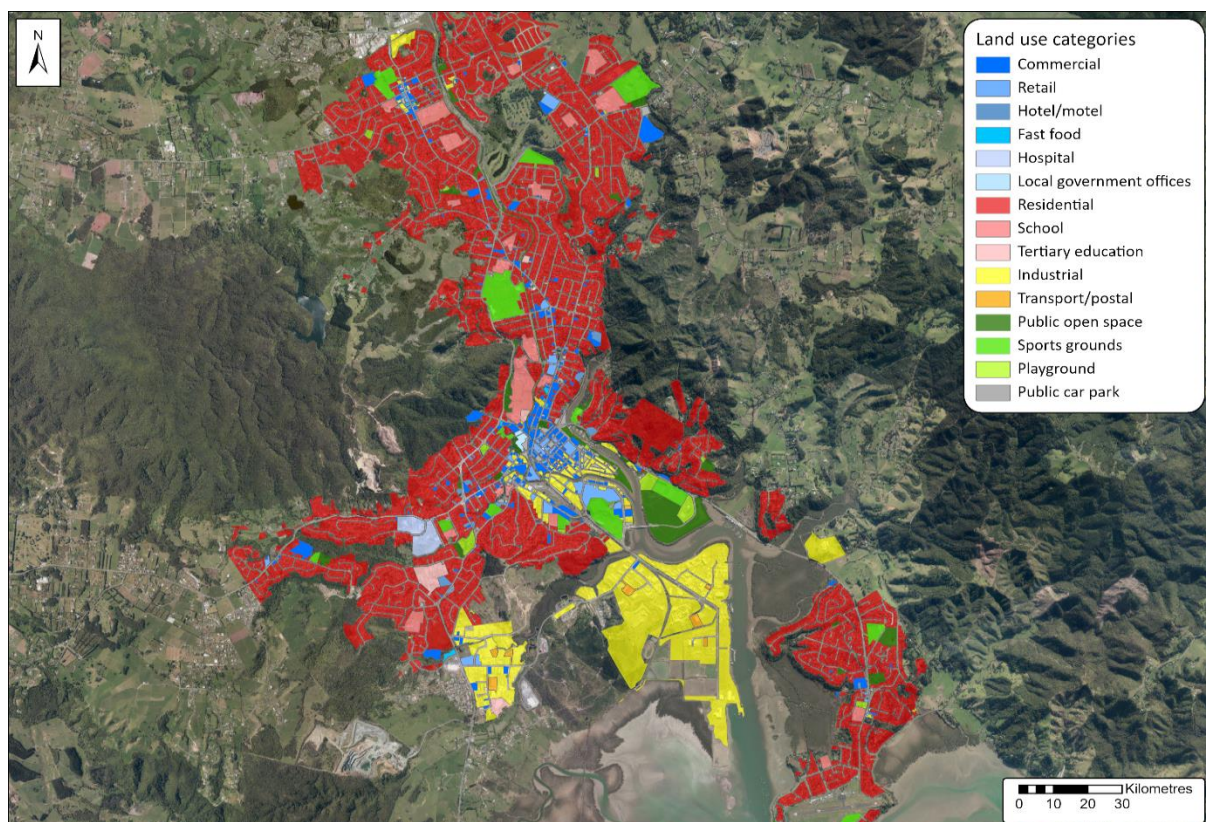 N
Land use categories
Commercial
Retail
Hotel/motel
Fast food
Hospital
Local government offices
Residential
School
Tertiary education
Industrial
Transport/postal
Public open space
Sports grounds
Playground
Public car park
Kilometres
0 10 20 30